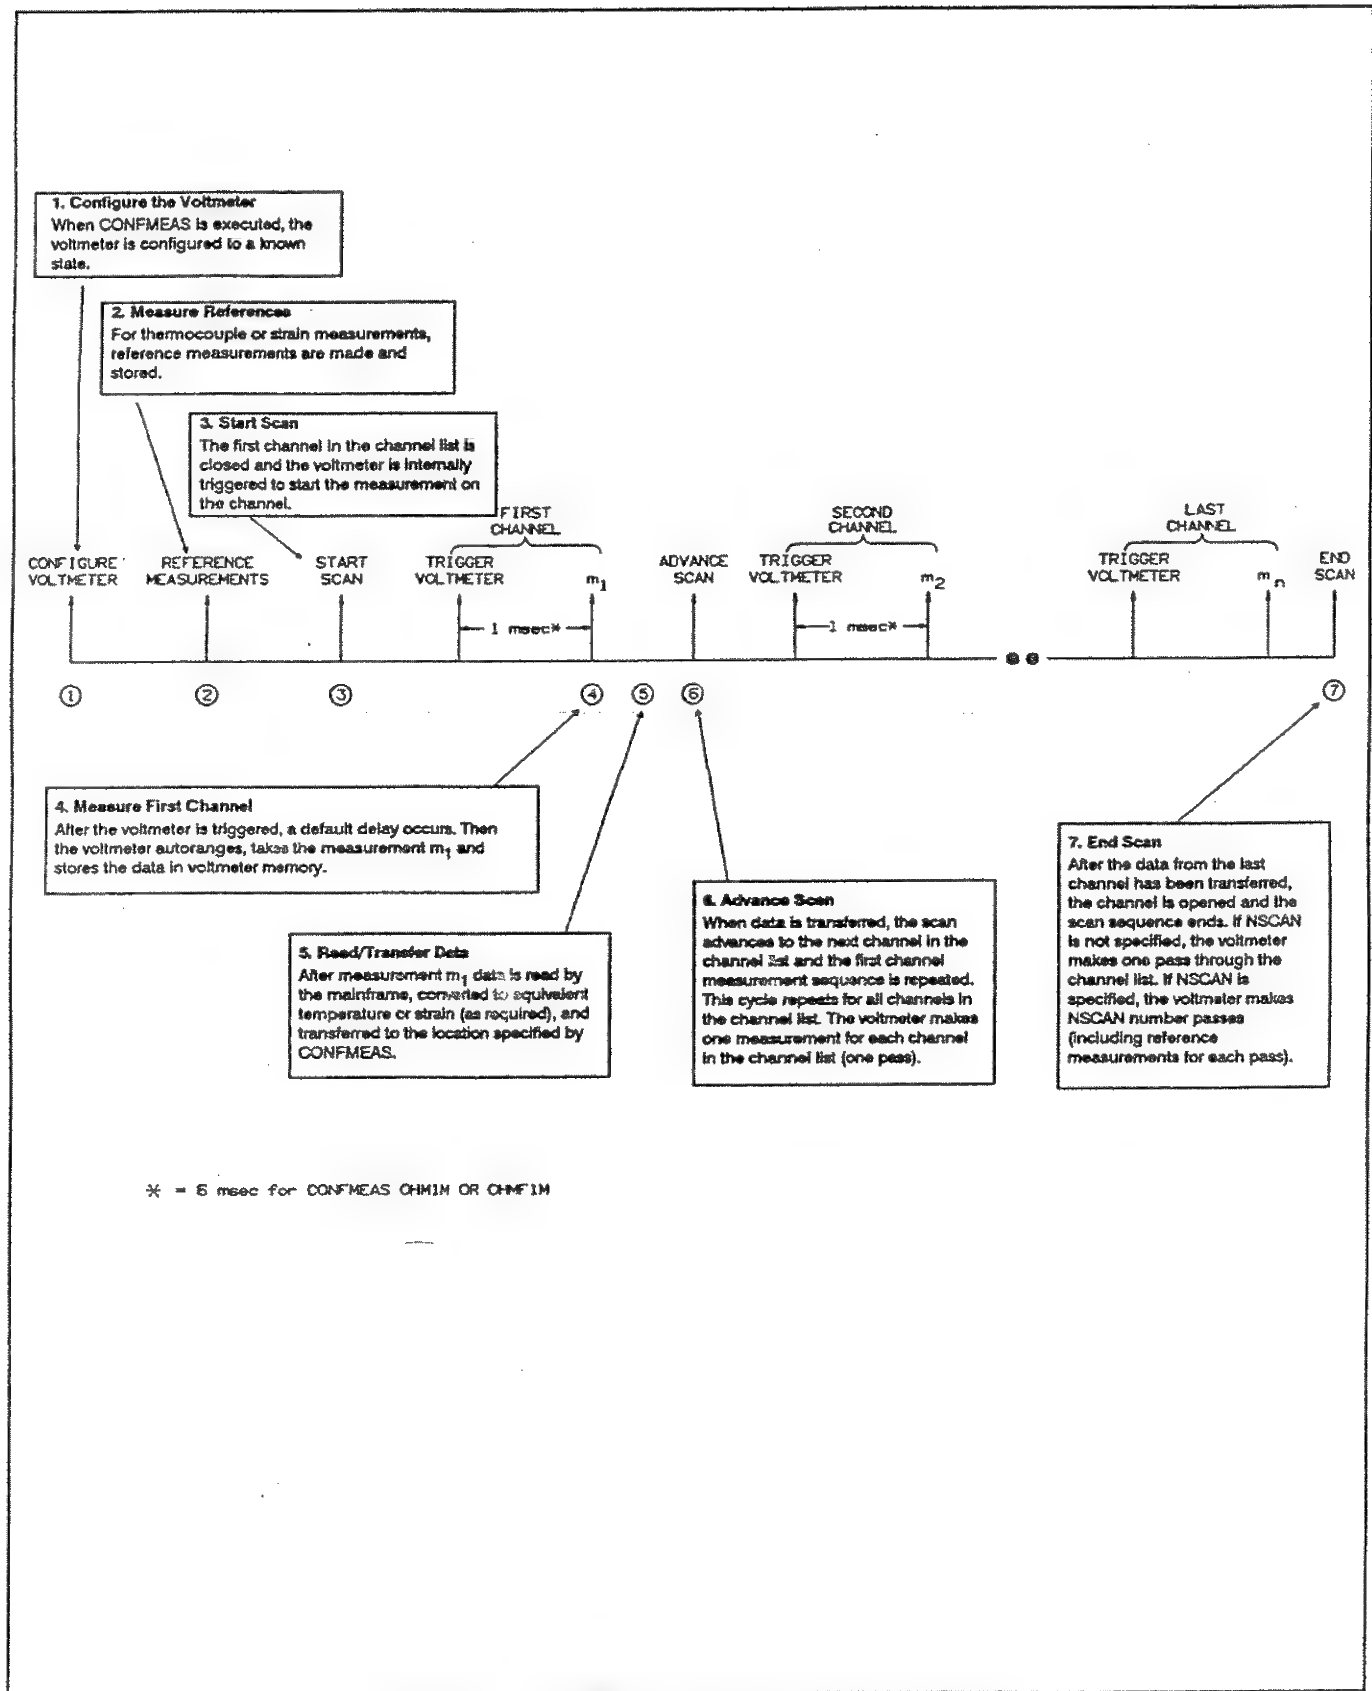 1. Configure the Voltmeter
When CONFMEAS is executed, the
voltmeter is configured to a known
state.
2. Measure References
For thermocouple or strain measurements,
reference measurements are made and
stored.
3. Start Scan
The first channel in the channel list is
closed and the voltmeter is internally
triggered to start the measurement on
the channel.
CONFIGURE
VOLTMETER
REFERENCE
MEASUREMENTS
START
SCAN
FIRST
CHANNEL
TRIGGER
VOLTMETER
m1
ADVANCE
SCAN
SECOND
CHANNEL
TRIGGER
VOLTMETER
m2
LAST
CHANNEL
TRIGGER
VOLTMETER
mn
END
SCAN
1 msec*
1 msec*
1
2
3
4
5
6
7
4. Measure First Channel
After the voltmeter is triggered, a default delay occurs. Then
the voltmeter autoranges, takes the measurement m1 and
stores the data in voltmeter memory.
5. Read/Transfer Data
After measurement m1 data is read by
the mainframe, converted to equivalent
temperature or strain (as required), and
transferred to the location specified by
CONFMEAS.
6. Advance Scan
When data is transferred, the scan
advances to the next channel in the
channel list and the first channel
measurement sequence is repeated.
This cycle repeats for all channels in
the channel list. The voltmeter makes
one measurement for each channel
in the channel list (one pass).
7. End Scan
After the data from the last
channel has been transferred,
the channel is opened and the
scan sequence ends. If NSCAN
is not specified, the voltmeter
makes one pass through the
channel list. If NSCAN is
specified, the voltmeter makes
NSCAN number passes
(including reference
measurements for each pass).
* = 6 msec for CONFMEAS OHM1M OR OHMF1M